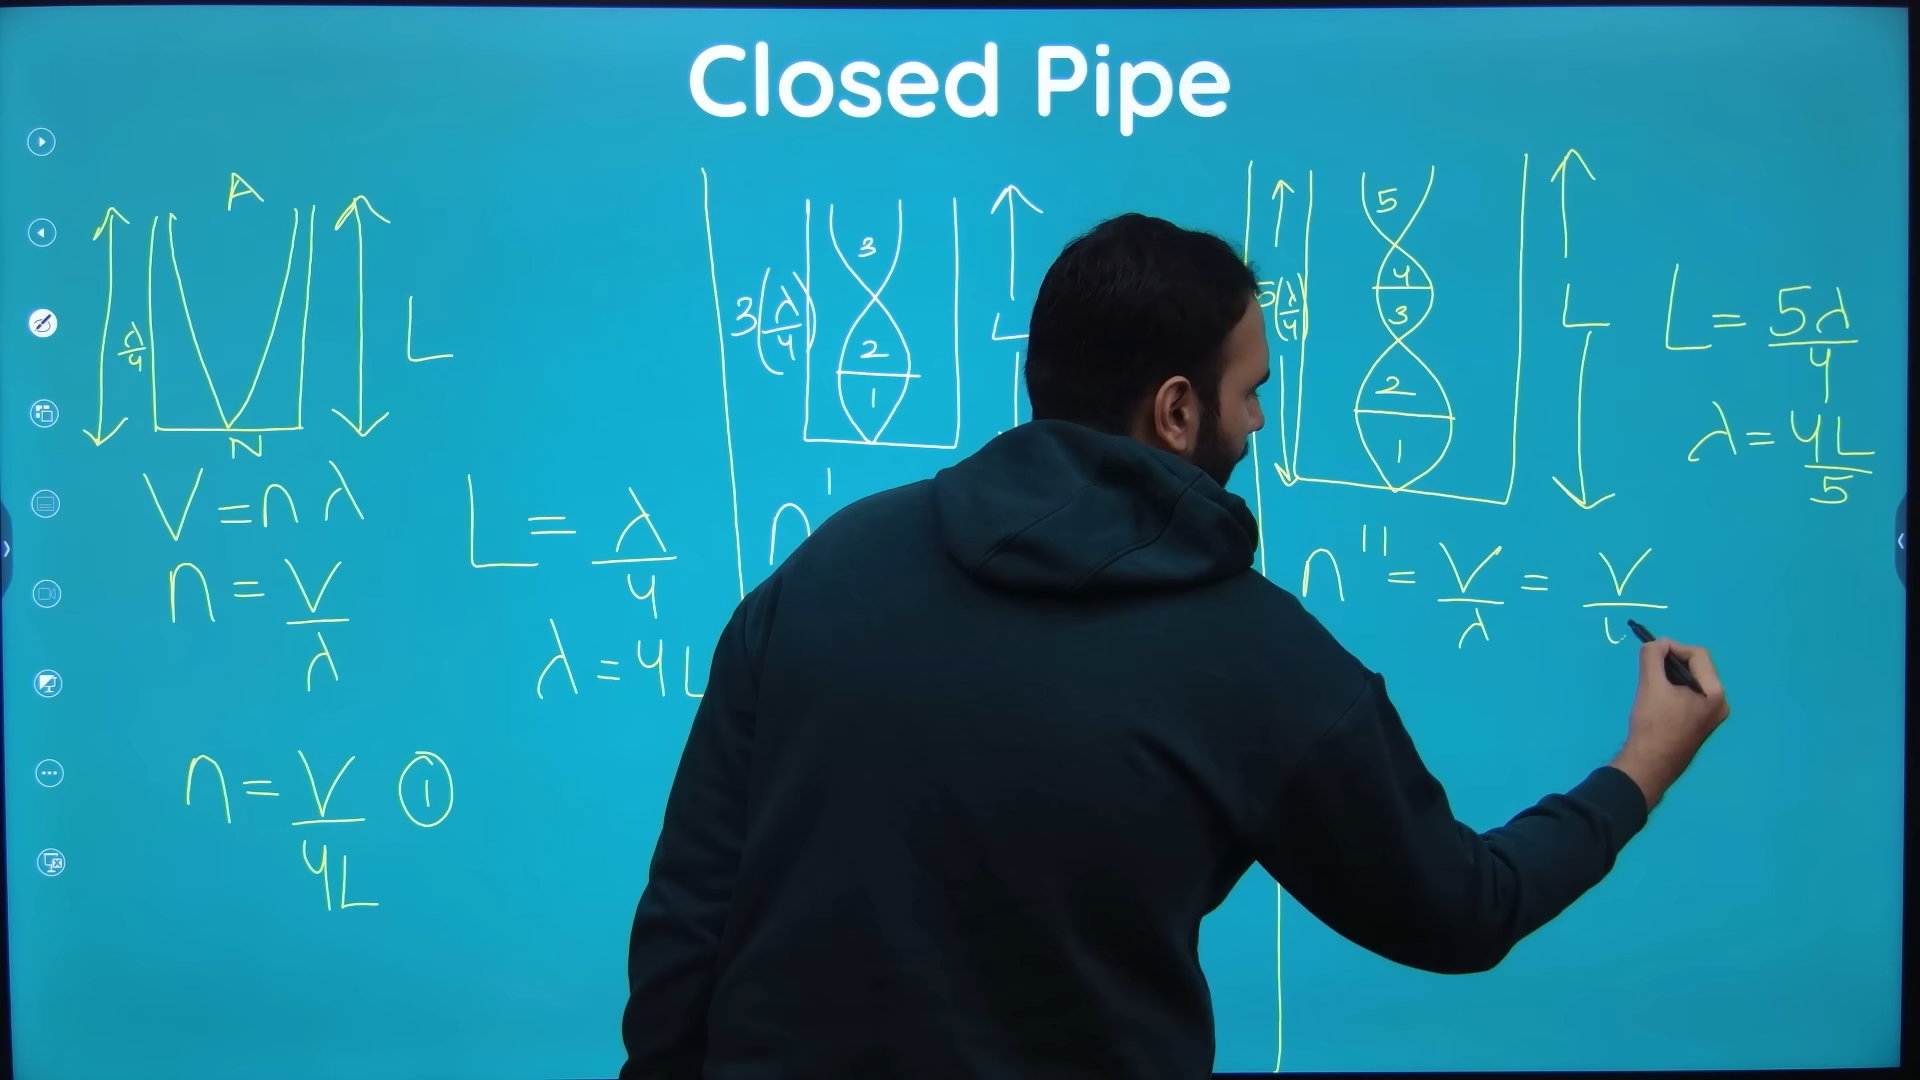 Closed Pipe
A
λ/4
L
N
V = n λ
n = V/λ
L = λ/4
λ = 4L
n = V/4L ①
3(λ/4)
3
2
1
L
n'
5(λ/4)
5
4
3
2
1
L
L = 5λ/4
λ = 4L/5
n'' = V/λ = V/